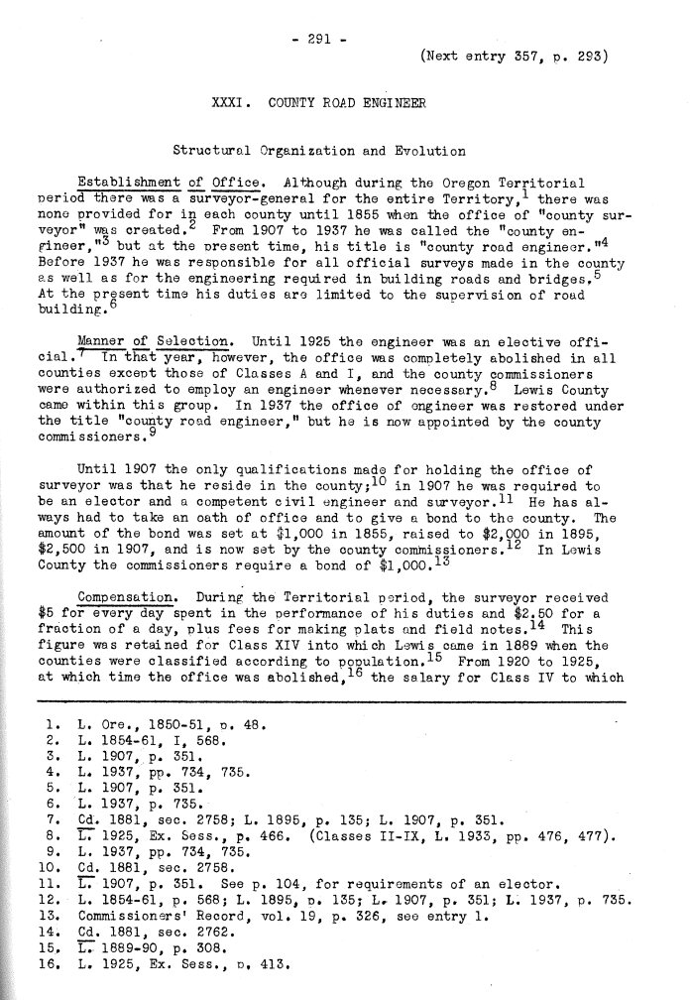 - 291 -
(Next entry 357, p. 293)
XXXI. COUNTY ROAD ENGINEER
Structural Organization and Evolution
Establishment of Office. Although during the Oregon Territorial
period there was a surveyor-general for the entire Territory,1 there was
none provided for in each county until 1855 when the office of "county sur-
veyor" was created.2 From 1907 to 1937 he was called the "county en-
gineer,"3 but at the present time, his title is "county road engineer."4
Before 1937 he was responsible for all official surveys made in the county
as well as for the engineering required in building roads and bridges.5
At the present time his duties are limited to the supervision of road
building.6
Manner of Selection. Until 1925 the engineer was an elective offi-
cial.7 In that year, however, the office was completely abolished in all
counties except those of Classes A and I, and the county commissioners
were authorized to employ an engineer whenever necessary.8 Lewis County
came within this group. In 1937 the office of engineer was restored under
the title "county road engineer," but he is now appointed by the county
commissioners.9
Until 1907 the only qualifications made for holding the office of
surveyor was that he reside in the county;10 in 1907 he was required to
be an elector and a competent civil engineer and surveyor.11 He has al-
ways had to take an oath of office and to give a bond to the county. The
amount of the bond was set at $1,000 in 1855, raised to $2,000 in 1895,
$2,500 in 1907, and is now set by the county commissioners.12 In Lewis
County the commissioners require a bond of $1,000.13
Compensation. During the Territorial period, the surveyor received
$5 for every day spent in the performance of his duties and $2.50 for a
fraction of a day, plus fees for making plats and field notes.14 This
figure was retained for Class XIV into which Lewis came in 1889 when the
counties were classified according to population.15 From 1920 to 1925,
at which time the office was abolished,16 the salary for Class IV to which
1. L. Ore., 1850-51, p. 48.
2. L. 1854-61, I, 568.
3. L. 1907, p. 351.
4. L. 1937, pp. 734, 735.
5. L. 1907, p. 351.
6. L. 1937, p. 735.
7. Cd. 1881, sec. 2758; L. 1895, p. 135; L. 1907, p. 351.
8. L. 1925, Ex. Sess., p. 466. (Classes II-IX, L. 1933, pp. 476, 477).
9. L. 1937, pp. 734, 735.
10. Cd. 1881, sec. 2758.
11. L. 1907, p. 351. See p. 104, for requirements of an elector.
12. L. 1854-61, p. 568; L. 1895, p. 135; L. 1907, p. 351; L. 1937, p. 735.
13. Commissioners' Record, vol. 19, p. 326, see entry 1.
14. Cd. 1881, sec. 2762.
15. L. 1889-90, p. 308.
16. L. 1925, Ex. Sess., p. 413.